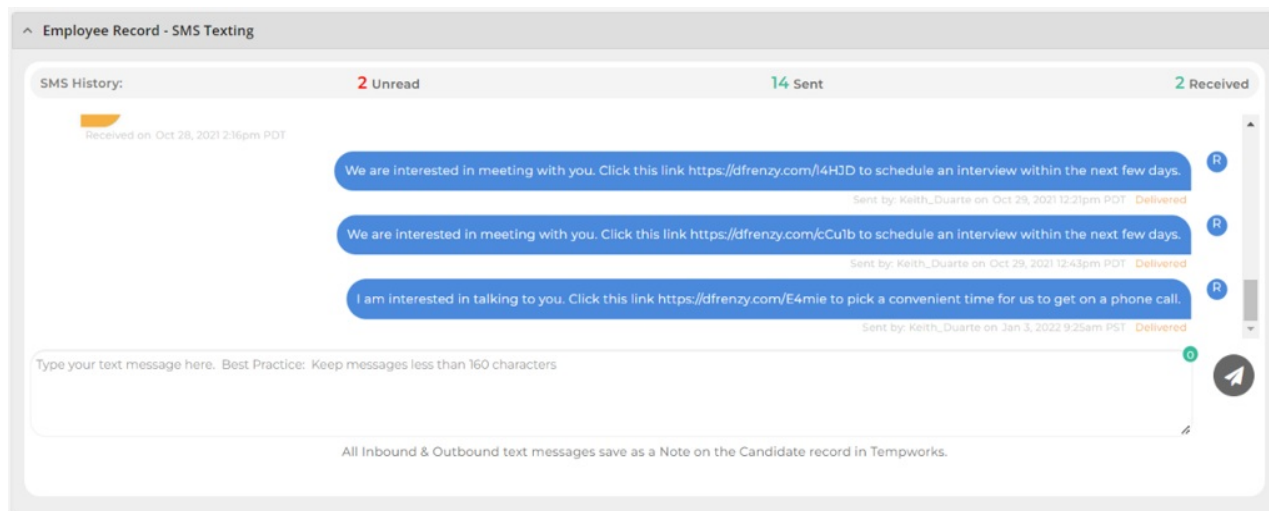 Employee Record - SMS Texting
SMS History: 2 Unread 14 Sent 2 Received
Received on Oct 28, 2021 2:16pm PDT
We are interested in meeting with you. Click this link https://dfrenzy.com/l4HJD to schedule an interview within the next few days.
R
Sent by: Keith_Duarte on Oct 29, 2021 12:21pm PDT Delivered
We are interested in meeting with you. Click this link https://dfrenzy.com/cCu1b to schedule an interview within the next few days.
R
Sent by: Keith_Duarte on Oct 29, 2021 12:43pm PDT Delivered
I am interested in talking to you. Click this link https://dfrenzy.com/E4mie to pick a convenient time for us to get on a phone call.
R
Sent by: Keith_Duarte on Jan 3, 2022 9:25am PST Delivered
Type your text message here. Best Practice: Keep messages less than 160 characters
0
All Inbound & Outbound text messages save as a Note on the Candidate record in Tempworks.